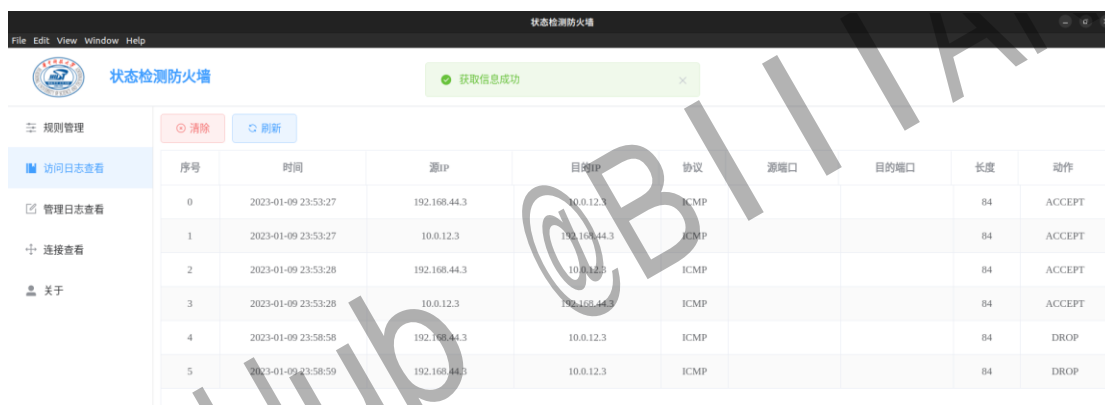 状态检测防火墙
File Edit View Window Help
状态检测防火墙
获取信息成功
规则管理
访问日志查看
管理日志查看
连接查看
关于
清除 刷新
序号 时间 源IP 目的IP 协议 源端口 目的端口 长度 动作
0 2023-01-09 23:53:27 192.168.44.3 10.0.12.3 ICMP 84 ACCEPT
1 2023-01-09 23:53:27 10.0.12.3 192.168.44.3 ICMP 84 ACCEPT
2 2023-01-09 23:53:28 192.168.44.3 10.0.12.3 ICMP 84 ACCEPT
3 2023-01-09 23:53:28 10.0.12.3 192.168.44.3 ICMP 84 ACCEPT
4 2023-01-09 23:58:58 192.168.44.3 10.0.12.3 ICMP 84 DROP
5 2023-01-09 23:58:59 192.168.44.3 10.0.12.3 ICMP 84 DROP